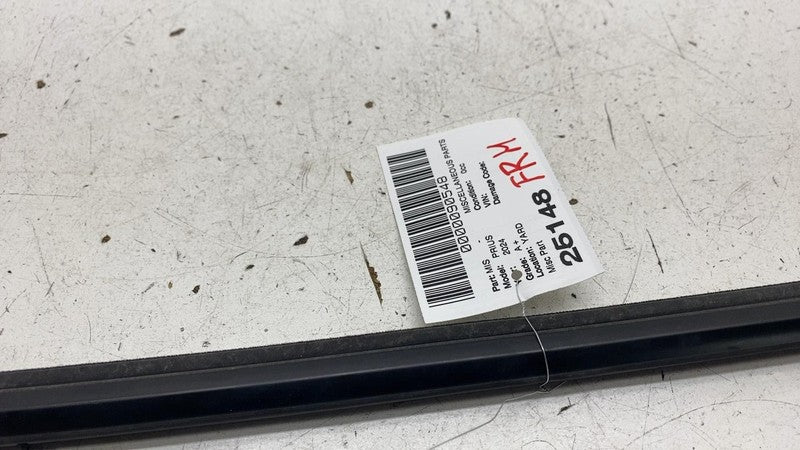 0000090548
MISCELLANEOUS PARTS
Part: MIS -
Condition: 0cc
Model: PRIUS
VIN:
2024
Damage Code:
Grade: A+
Location: YARD
Misc Part
25148
FRH